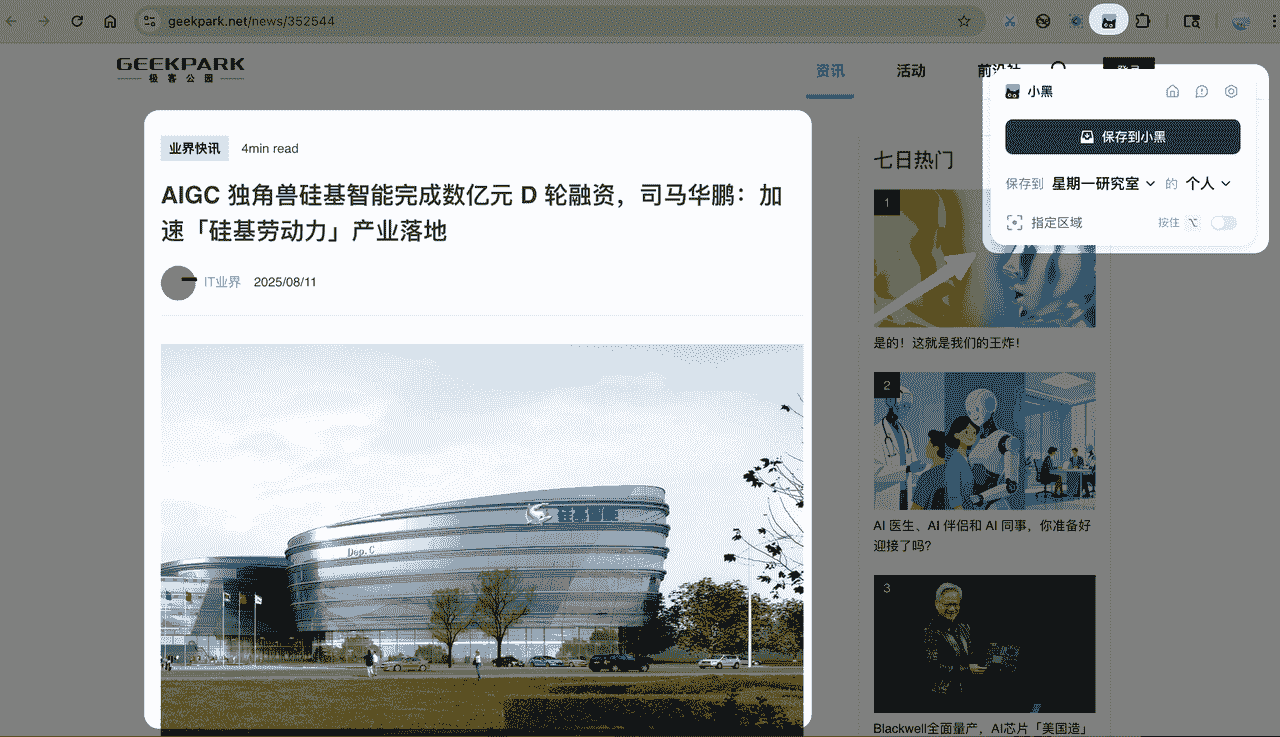 geekpark.net/news/352544
GEEKPARK
极客公园
资讯
活动
小黑
保存到小黑
保存到 星期一研究室 的 个人
指定区域
按住 ⌥
业界快讯
4min read
AIGC 独角兽硅基智能完成数亿元 D 轮融资，司马华鹏：加
速「硅基劳动力」产业落地
IT业界
2025/08/11
硅基智能
Dep.C
七日热门
1
是的！这就是我们的王炸！
2
AI 医生、AI 伴侣和 AI 同事，你准备好
迎接了吗?
3
Blackwell全面量产，AI芯片「美国造」